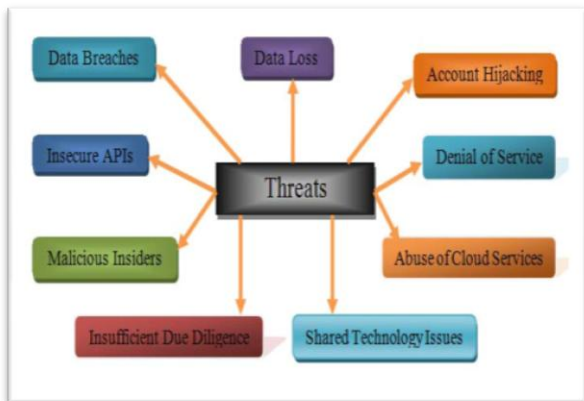 Data Breaches
Data Loss
Account Hijacking
Insecure APIs
Denial of Service
Threats
Malicious Insiders
Abuse of Cloud Services
Insufficient Due Diligence
Shared Technology Issues